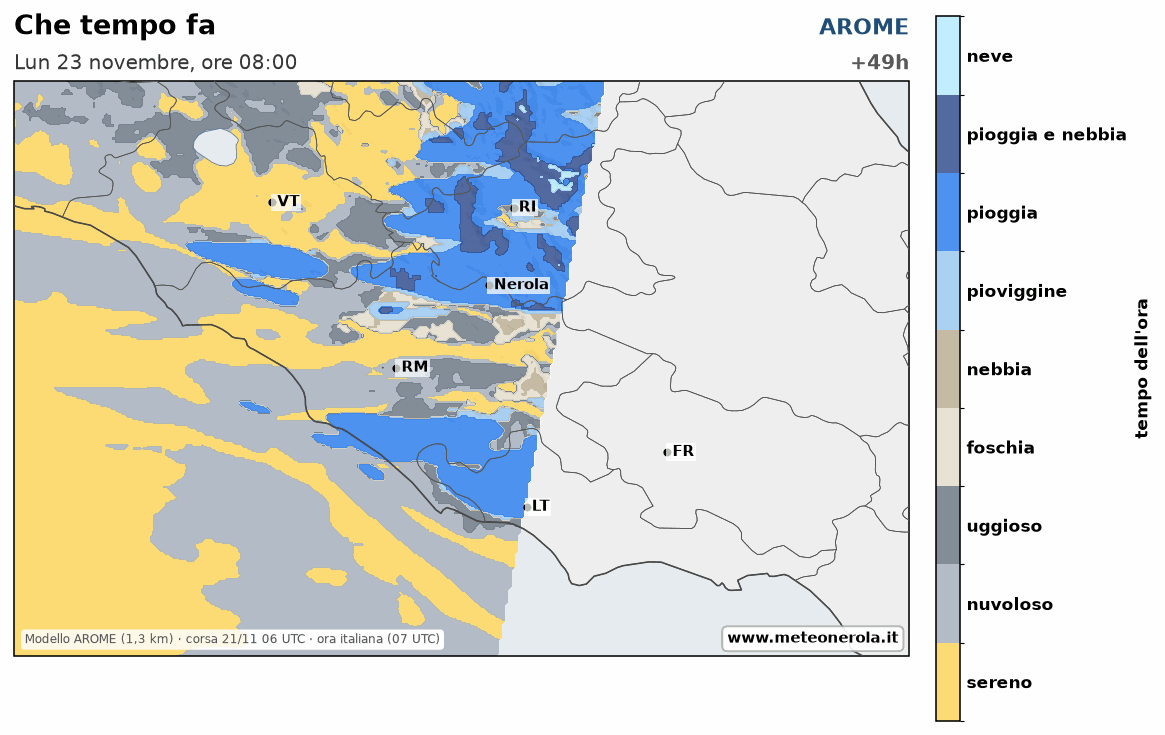 Che tempo fa
AROME
Lun 23 novembre, ore 08:00
+49h
neve
pioggia e nebbia
pioggia
pioviggine
nebbia
foschia
uggioso
nuvoloso
sereno
tempo dell'ora
VT
RI
Nerola
RM
FR
LT
Modello AROME (1,3 km) · corsa 21/11 06 UTC · ora italiana (07 UTC)
www.meteonerola.it